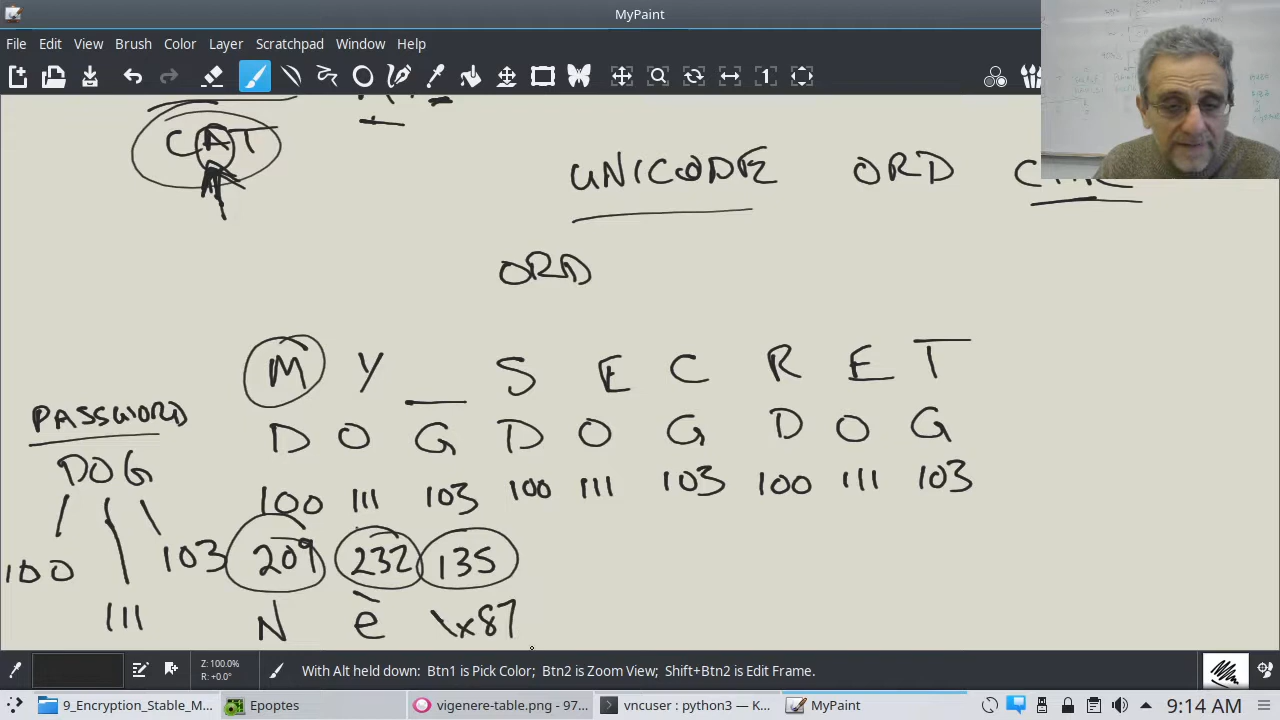 MyPaint
File Edit View Brush Color Layer Scratchpad Window Help
CAT
UNICODE ORD
ORD
M Y _ S E C R E T
PASSWORD
D O G D O G D O G
DOG
100 111 103 100 111 103 100 111 103
100 111 103
209 232 135
N e \x87
Z: 100.0%
R: +0.0°
With Alt held down: Btn1 is Pick Color; Btn2 is Zoom View; Shift+Btn2 is Edit Frame.
9_Encryption_Stable_M... Epoptes vigenere-table.png - 97... vncuser : python3 — K... MyPaint 9:14 AM